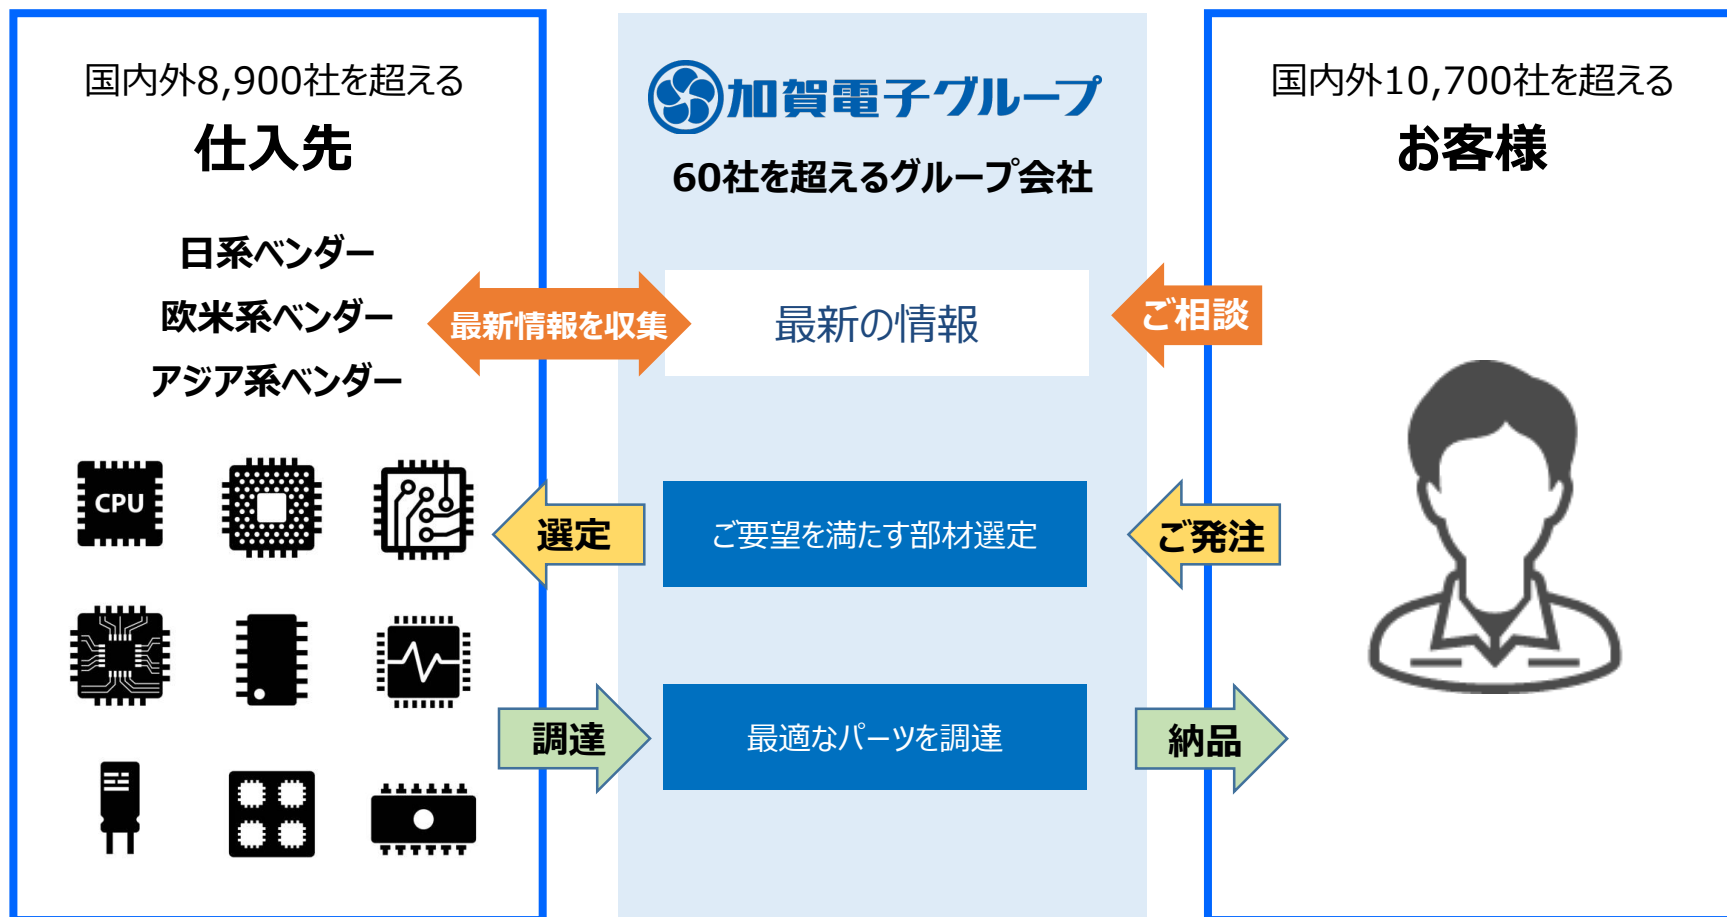 国内外8,900社を超える
仕入先
日系ベンダー
欧米系ベンダー
アジア系ベンダー
CPU
最新情報を収集
選定
調達
加賀電子グループ
60社を超えるグループ会社
最新の情報
ご要望を満たす部材選定
最適なパーツを調達
ご相談
ご発注
納品
国内外10,700社を超える
お客様